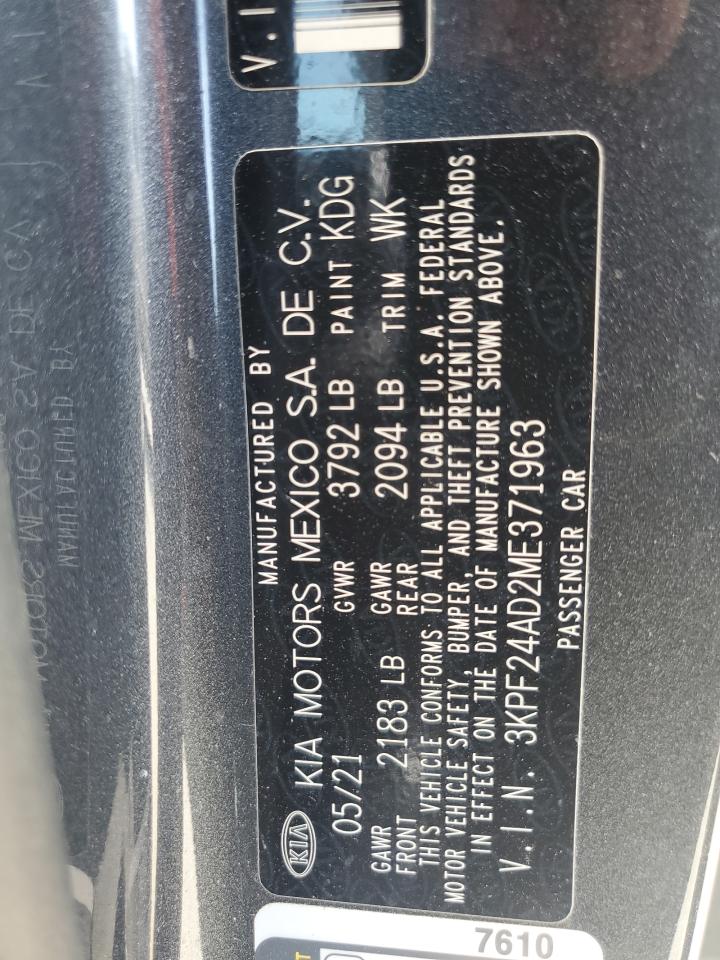 V.I
MANUFACTURED BY
KIA KIA MOTORS MEXICO S.A. DE C.V.
05/21 GVWR 3792 LB PAINT KDG
GAWR FRONT 2183 LB GAWR REAR 2094 LB TRIM WK
THIS VEHICLE CONFORMS TO ALL APPLICABLE U.S.A. FEDERAL
MOTOR VEHICLE SAFETY, BUMPER, AND THEFT PREVENTION STANDARDS
IN EFFECT ON THE DATE OF MANUFACTURE SHOWN ABOVE.
V.I.N. 3KPF24AD2ME371963
PASSENGER CAR
7610